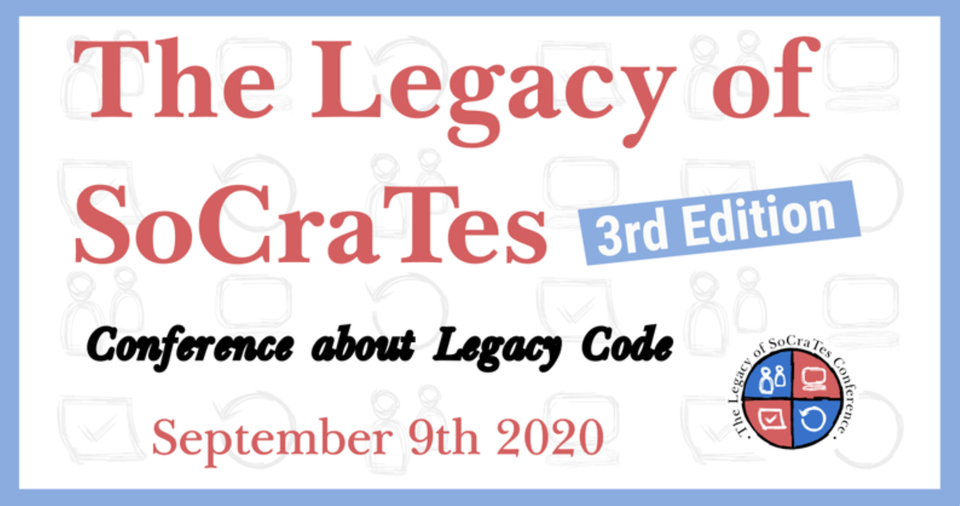 The Legacy of
SoCraTes
3rd Edition
Conference about Legacy Code
September 9th 2020
· The Legacy of SoCraTes Conference ·